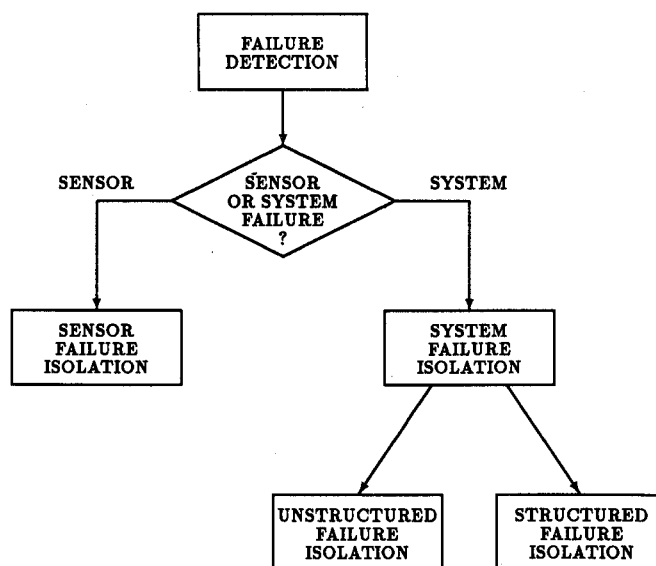 FAILURE
DETECTION
SENSOR
SENSOR
OR SYSTEM
FAILURE
?
SYSTEM
SENSOR
FAILURE
ISOLATION
SYSTEM
FAILURE
ISOLATION
UNSTRUCTURED
FAILURE
ISOLATION
STRUCTURED
FAILURE
ISOLATION